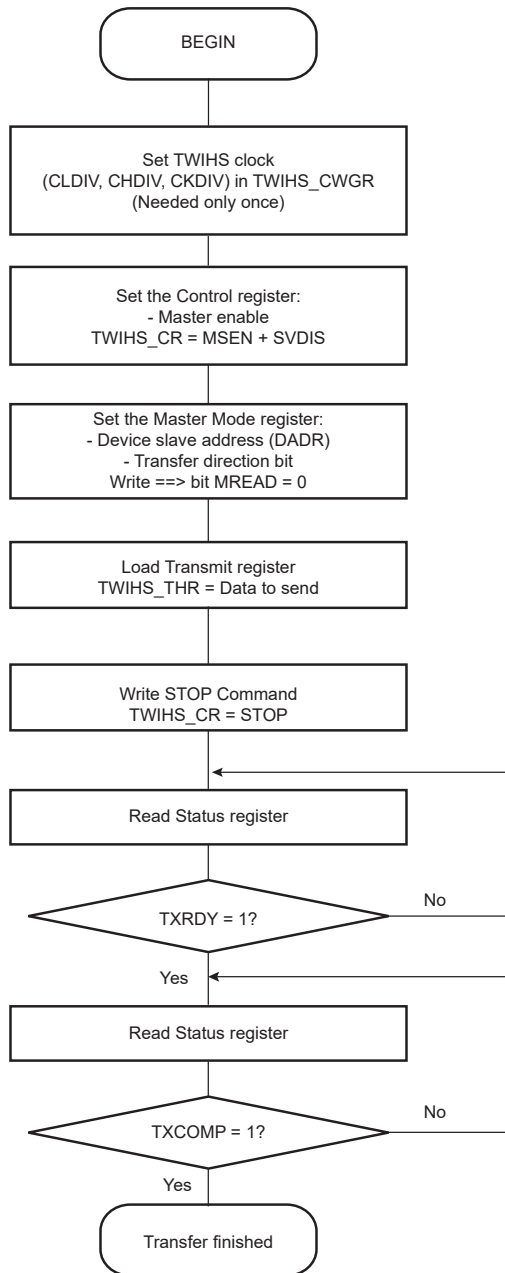 BEGIN
Set TWIHS clock
(CLDIV, CHDIV, CKDIV) in TWIHS_CWGR
(Needed only once)
Set the Control register:
- Master enable
TWIHS_CR = MSEN + SVDIS
Set the Master Mode register:
- Device slave address (DADR)
- Transfer direction bit
Write ==> bit MREAD = 0
Load Transmit register
TWIHS_THR = Data to send
Write STOP Command
TWIHS_CR = STOP
Read Status register
TXRDY = 1?
No
Yes
Read Status register
TXCOMP = 1?
No
Yes
Transfer finished